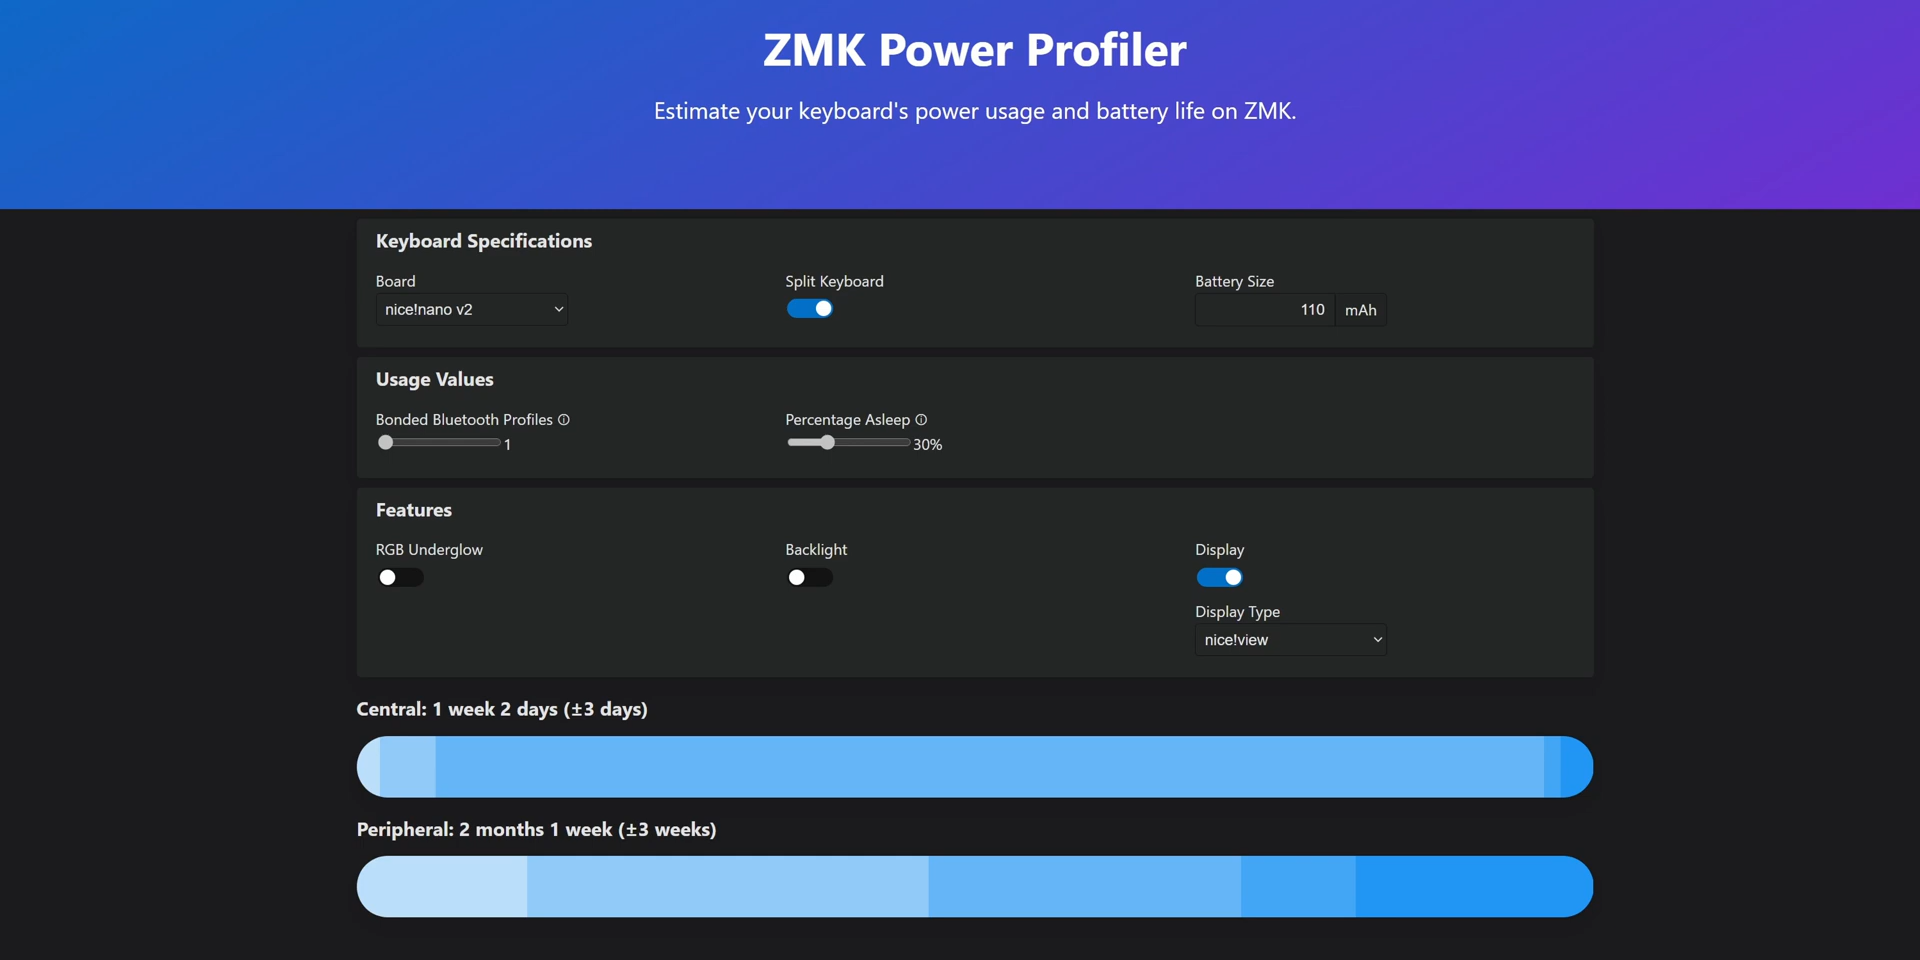 ZMK Power Profiler
Estimate your keyboard's power usage and battery life on ZMK.
Keyboard Specifications
Board
nice!nano v2
Split Keyboard
Battery Size
110 mAh
Usage Values
Bonded Bluetooth Profiles
1
Percentage Asleep
30%
Features
RGB Underglow
Backlight
Display
Display Type
nice!view
Central: 1 week 2 days (±3 days)
Peripheral: 2 months 1 week (±3 weeks)